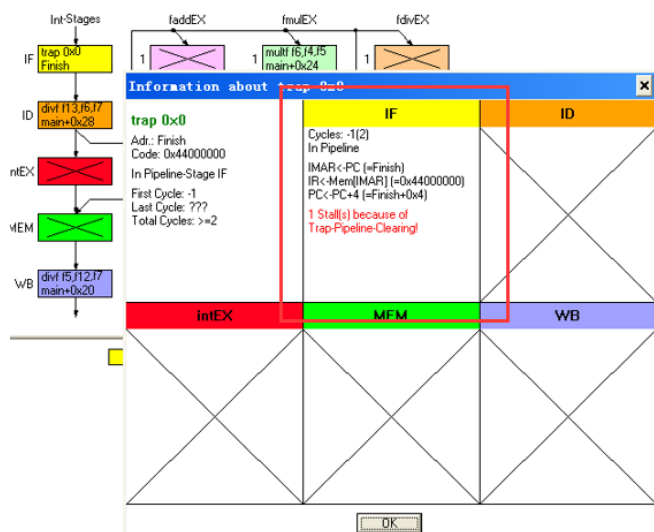 Int-Stages
faddEX
fmulEX
fdivEX
IF
trap 0x0
Finish
1
1
multf f6,f4,f5
main+0x24
1
Information about trap 0x0
ID
divf f13,f6,f7
main+0x28
trap 0x0
Adr.: Finish
Code: 0x44000000
In Pipeline-Stage IF
First Cycle: -1
Last Cycle: ???
Total Cycles: >=2
IF
Cycles: -1(2)
In Pipeline
IMAR<-PC (=Finish)
IR<-Mem[IMAR] (=0x44000000)
PC<-PC+4 (=Finish+0x4)
1 Stall(s) because of
Trap-Pipeline-Clearing!
ID
ntEX
MEM
WB
divf f5,f12,f7
main+0x20
intEX
MEM
WB
OK